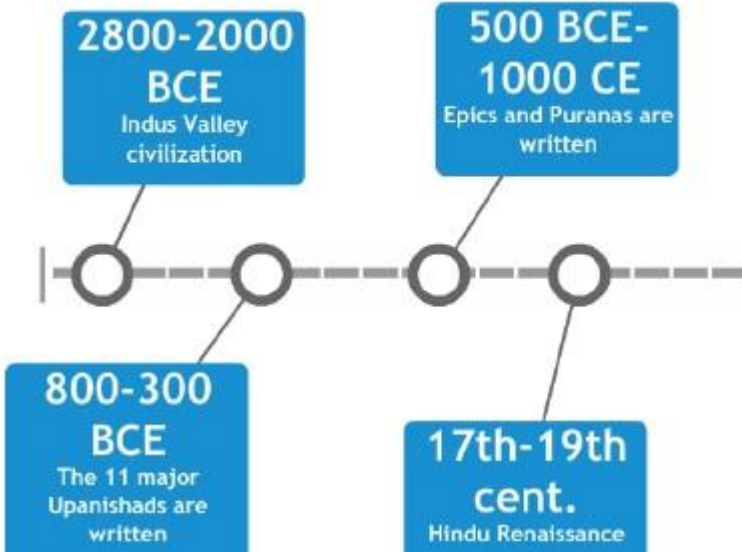 2800-2000
BCE
Indus Valley
civilization
800-300
BCE
The 11 major
Upanishads are
written
500 BCE-
1000 CE
Epics and Puranas are
written
17th-19th
cent.
Hindu Renaissance